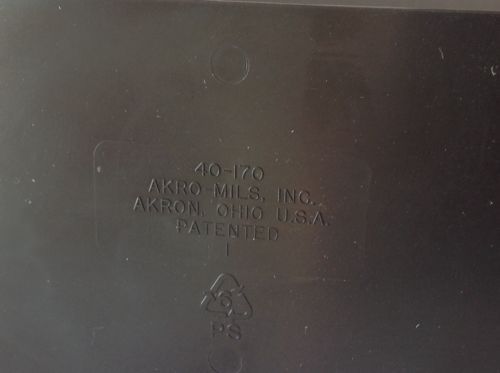 40-170
AKRO-MILS, INC.
AKRON, OHIO U.S.A.
PATENTED
1
6
PS